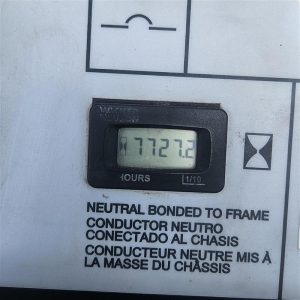 7727.2
HOURS 1/10
NEUTRAL BONDED TO FRAME
CONDUCTOR NEUTRO
CONECTADO AL CHASIS
CONDUCTEUR NEUTRE MIS À
LA MASSE DU CHÂSSIS